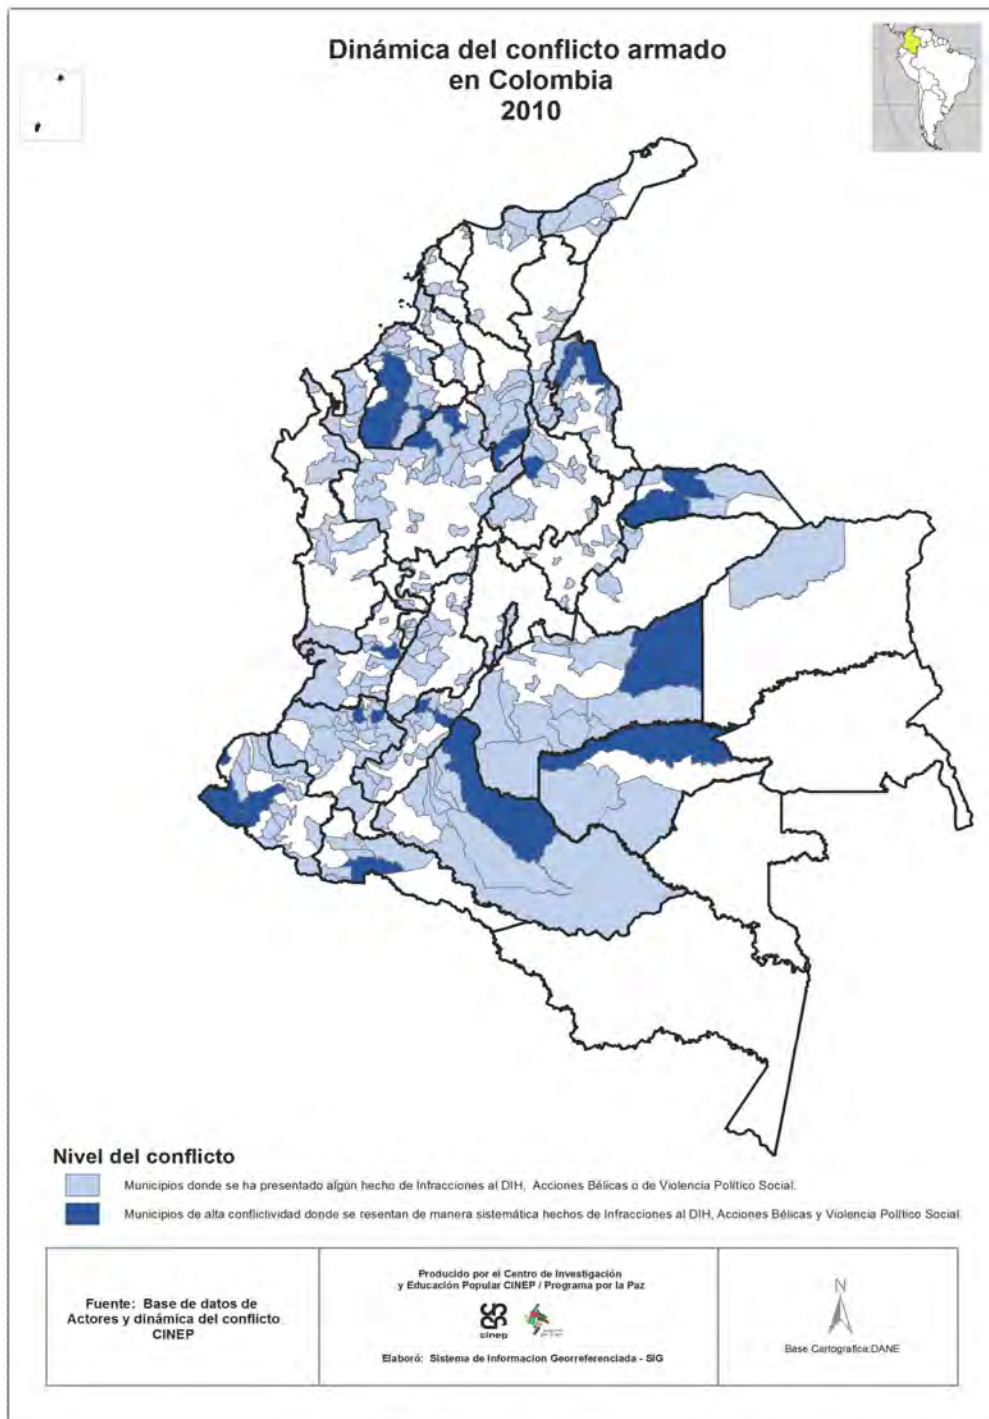 Dinámica del conflicto armado
en Colombia
2010
Nivel del conflicto
Municipios donde se ha presentado algún hecho de Infracciones al DIH, Acciones Bélicas o de Violencia Político Social.
Municipios de alta conflictividad donde se resentan de manera sistemática hechos de Infracciones al DIH, Acciones Bélicas y Violencia Político Social.
Fuente: Base de datos de
Actores y dinámica del conflicto
CINEP
Producido por el Centro de Investigación
y Educación Popular CINEP / Programa por la Paz
cinep
Elaboró: Sistema de Informacion Georreferenciada - SIG
N
Base Cartografica:DANE